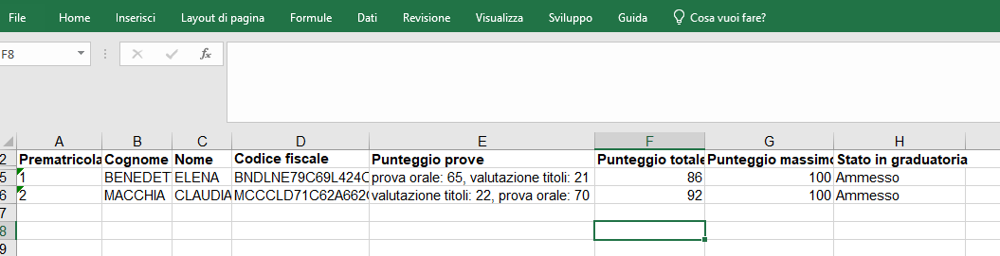 File Home Inserisci Layout di pagina Formule Dati Revisione Visualizza Sviluppo Guida Cosa vuoi fare?
F8 fx
A B C D E F G H
2 Prematricola Cognome Nome Codice fiscale Punteggio prove Punteggio totale Punteggio massimo Stato in graduatoria
5 1 BENEDET ELENA BNDLNE79C69L424C prova orale: 65, valutazione titoli: 21 86 100 Ammesso
6 2 MACCHIA CLAUDIA MCCCLD71C62A662 valutazione titoli: 22, prova orale: 70 92 100 Ammesso
7
8
9